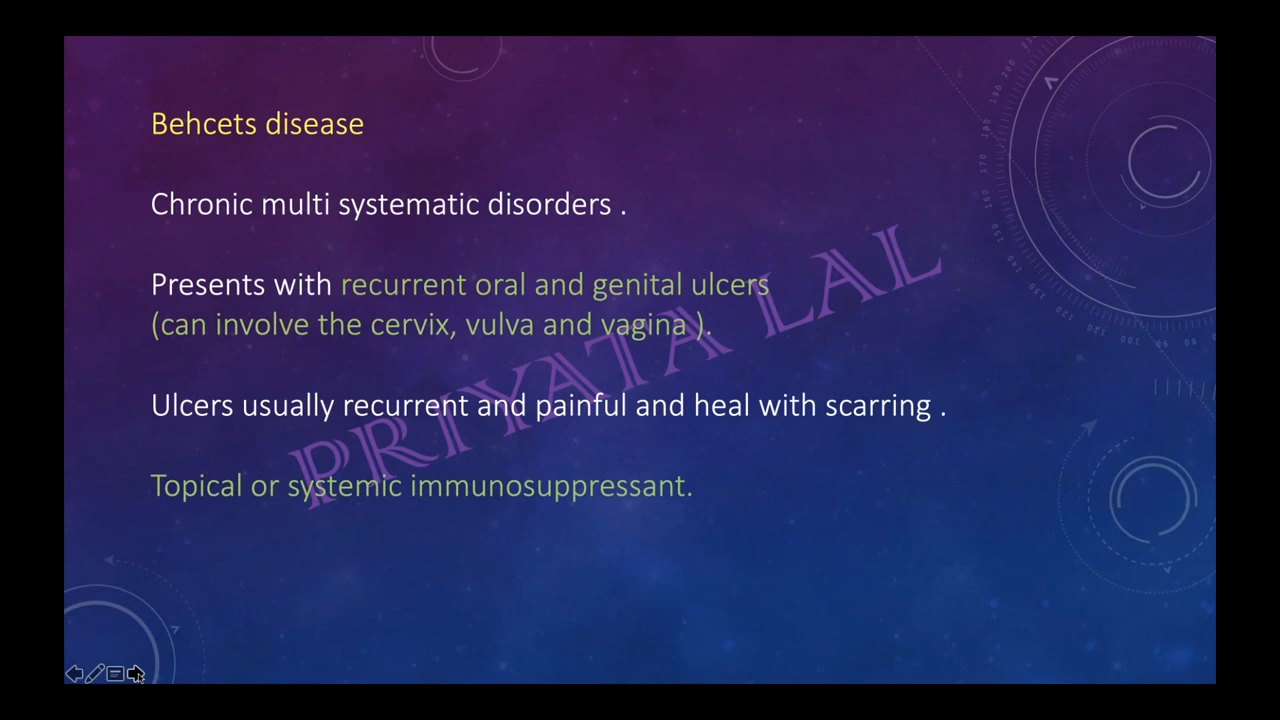 Behcets disease
Chronic multi systematic disorders .
Presents with recurrent oral and genital ulcers
(can involve the cervix, vulva and vagina ).
Ulcers usually recurrent and painful and heal with scarring .
Topical or systemic immunosuppressant.
PRIYATA LAL